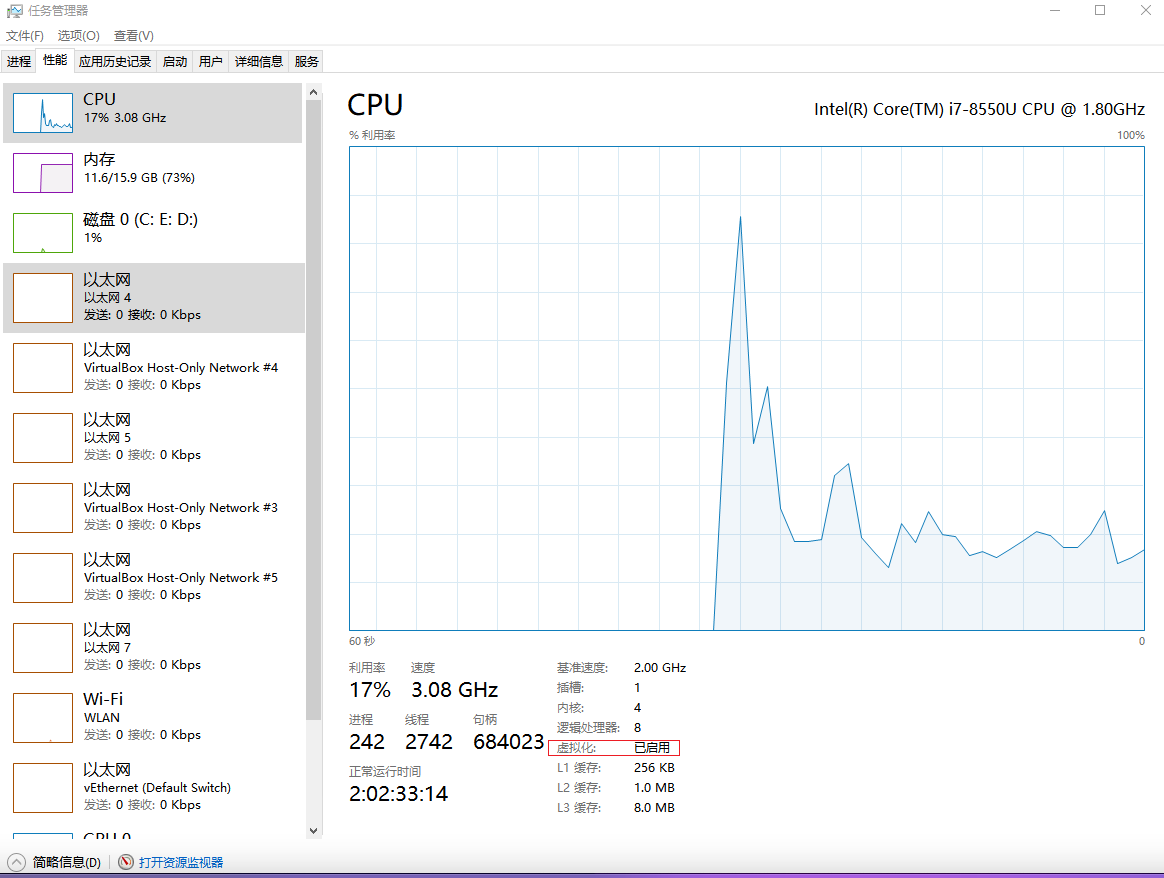 任务管理器
文件(F) 选项(O) 查看(V)
进程 性能 应用历史记录 启动 用户 详细信息 服务
CPU
17% 3.08 GHz
内存
11.6/15.9 GB (73%)
磁盘 0 (C: E: D:)
1%
以太网
以太网 4
发送: 0 接收: 0 Kbps
以太网
VirtualBox Host-Only Network #4
发送: 0 接收: 0 Kbps
以太网
以太网 5
发送: 0 接收: 0 Kbps
以太网
VirtualBox Host-Only Network #3
发送: 0 接收: 0 Kbps
以太网
VirtualBox Host-Only Network #5
发送: 0 接收: 0 Kbps
以太网
以太网 7
发送: 0 接收: 0 Kbps
Wi-Fi
WLAN
发送: 0 接收: 0 Kbps
以太网
vEthernet (Default Switch)
发送: 0 接收: 0 Kbps
GPU 0
CPU
Intel(R) Core(TM) i7-8550U CPU @ 1.80GHz
% 利用率 100%
60 秒 0
利用率 速度
17% 3.08 GHz
进程 线程 句柄
242 2742 684023
正常运行时间
2:02:33:14
基准速度: 2.00 GHz
插槽: 1
内核: 4
逻辑处理器: 8
虚拟化: 已启用
L1 缓存: 256 KB
L2 缓存: 1.0 MB
L3 缓存: 8.0 MB
简略信息(D) 打开资源监视器